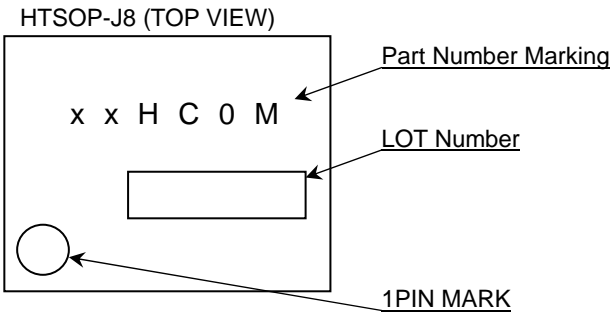 HTSOP-J8 (TOP VIEW)
Part Number Marking
x x H C 0 M
LOT Number
1PIN MARK